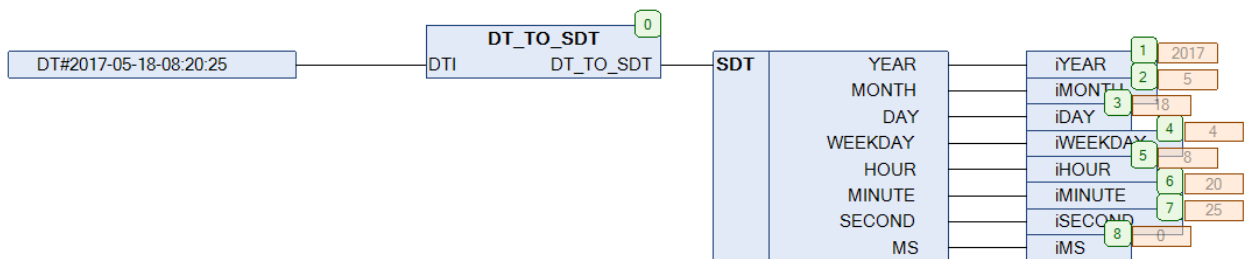 0
DT_TO_SDT
DT#2017-05-18-08:20:25 DTI DT_TO_SDT SDT YEAR iYEAR 1 2017
MONTH iMONTH 2 5
DAY iDAY 3 18
WEEKDAY iWEEKDAY 4 4
HOUR iHOUR 5 8
MINUTE iMINUTE 6 20
SECOND iSECOND 7 25
MS iMS 8 0